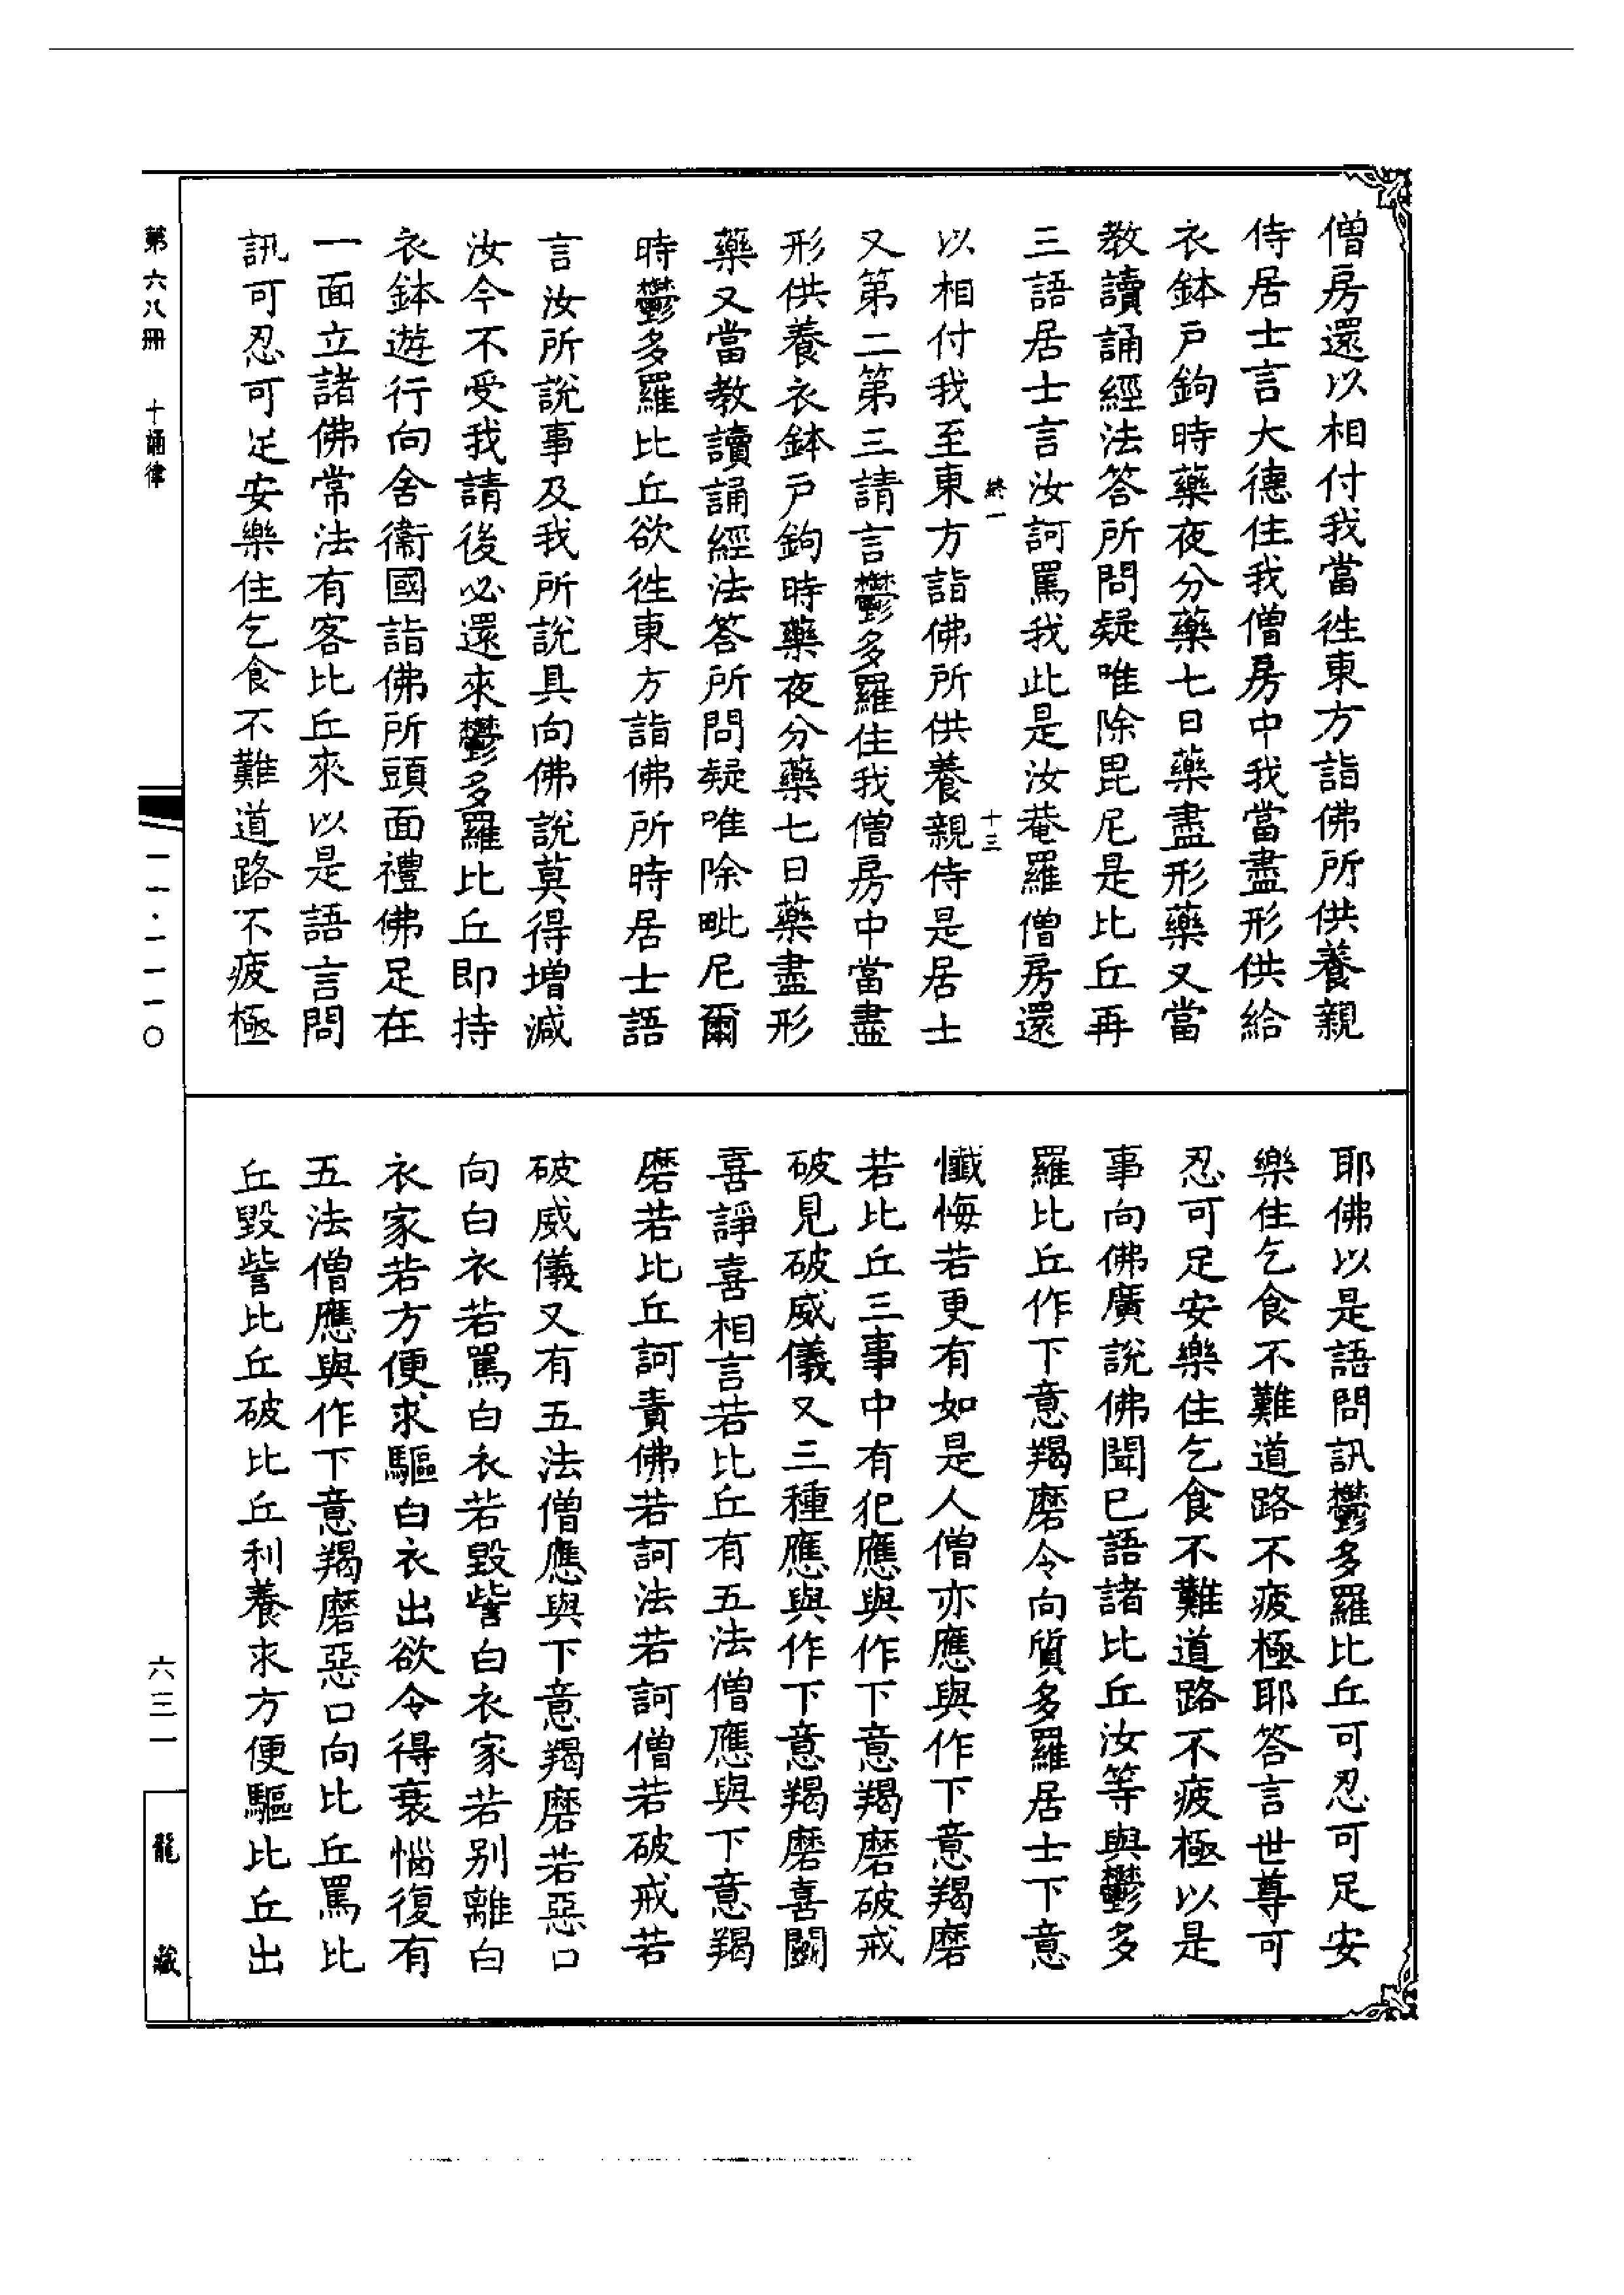 僧房還以相付我當往東方詣佛所供養親
侍居士言大德住我僧房中我當盡形供給
衣鉢戶鉤時藥夜分藥七日藥盡形藥又當
教讀誦經法答所問疑唯除毘尼是比丘再
三語居士言汝訶罵我此是汝菴羅僧房還
終一 十三
以相付我至東方詣佛所供養親侍是居士
又第二第三請言鬱多羅住我僧房中當盡
形供養衣鉢戶鉤時藥夜分藥七日藥盡形
藥又當教讀誦經法答所問疑唯除毗尼爾
時鬱多羅比丘欲往東方詣佛所時居士語
言汝所說事及我所說具向佛說莫得增減
汝今不受我請後必還來鬱多羅比丘即持
衣鉢遊行向舍衞國詣佛所頭面禮佛足在
一面立諸佛常法有客比丘來以是語言問
訊可忍可足安樂住乞食不難道路不疲極
耶佛以是語問訊鬱多羅比丘可忍可足安
樂住乞食不難道路不疲極耶答言世尊可
忍可足安樂住乞食不難道路不疲極以是
事向佛廣說佛聞已語諸比丘汝等與鬱多
羅比丘作下意羯磨令向質多羅居士下意
懺悔若更有如是人僧亦應與作下意羯磨
若比丘三事中有犯應與作下意羯磨破戒
破見破威儀又三種應與作下意羯磨喜鬪
喜諍喜相言若比丘有五法僧應與下意羯
磨若比丘訶責佛若訶法若訶僧若破戒若
破威儀又有五法僧應與下意羯磨若惡口
向白衣若罵白衣若毀訾白衣家若別離白
衣家若方便求驅白衣出欲令得衰惱復有
五法僧應與作下意羯磨惡口向比丘罵比
丘毀訾比丘破比丘利養求方便驅比丘出
第六八冊 十誦律
一一·一一一〇
六三一
龍藏